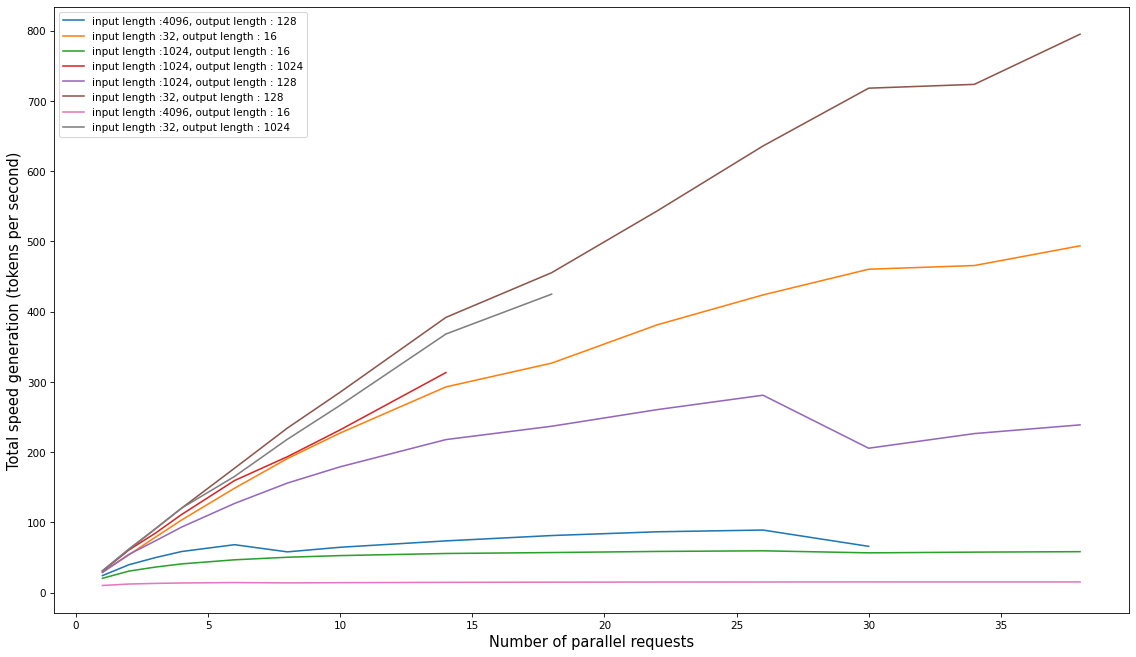 input length :4096, output length : 128
input length :32, output length : 16
input length :1024, output length : 16
input length :1024, output length : 1024
input length :1024, output length : 128
input length :32, output length : 128
input length :4096, output length : 16
input length :32, output length : 1024
Total speed generation (tokens per second)
800
700
600
500
400
300
200
100
0
0 5 10 15 20 25 30 35
Number of parallel requests